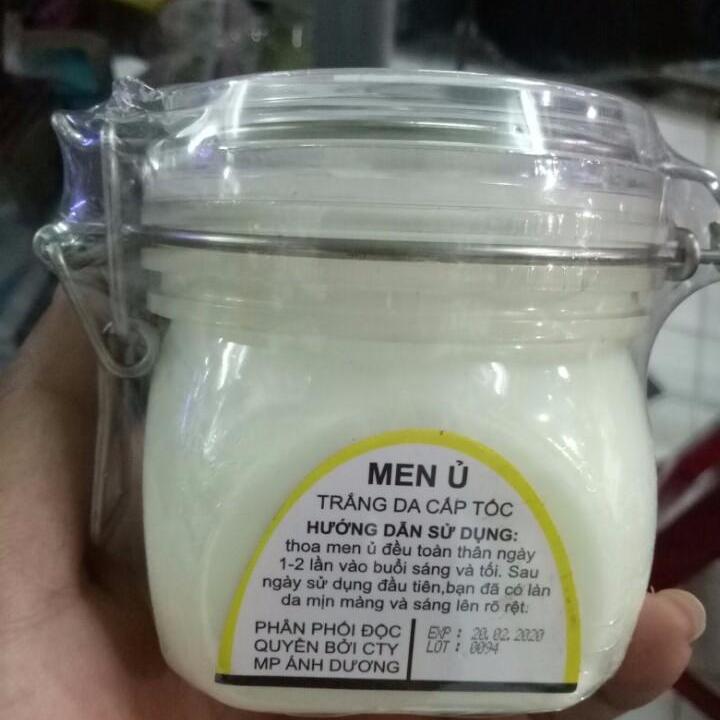 MEN Ủ
TRẮNG DA CẤP TỐC
HƯỚNG DẪN SỬ DỤNG:
thoa men ủ đều toàn thân ngày
1-2 lần vào buổi sáng và tối. Sau
ngày sử dụng đầu tiên,bạn đã có làn
da mịn màng và sáng lên rõ rệt.
PHÂN PHỐI ĐỘC
QUYỀN BỞI CTY
MP ÁNH DƯƠNG
EXP : 20.02.2020
LOT : 0094